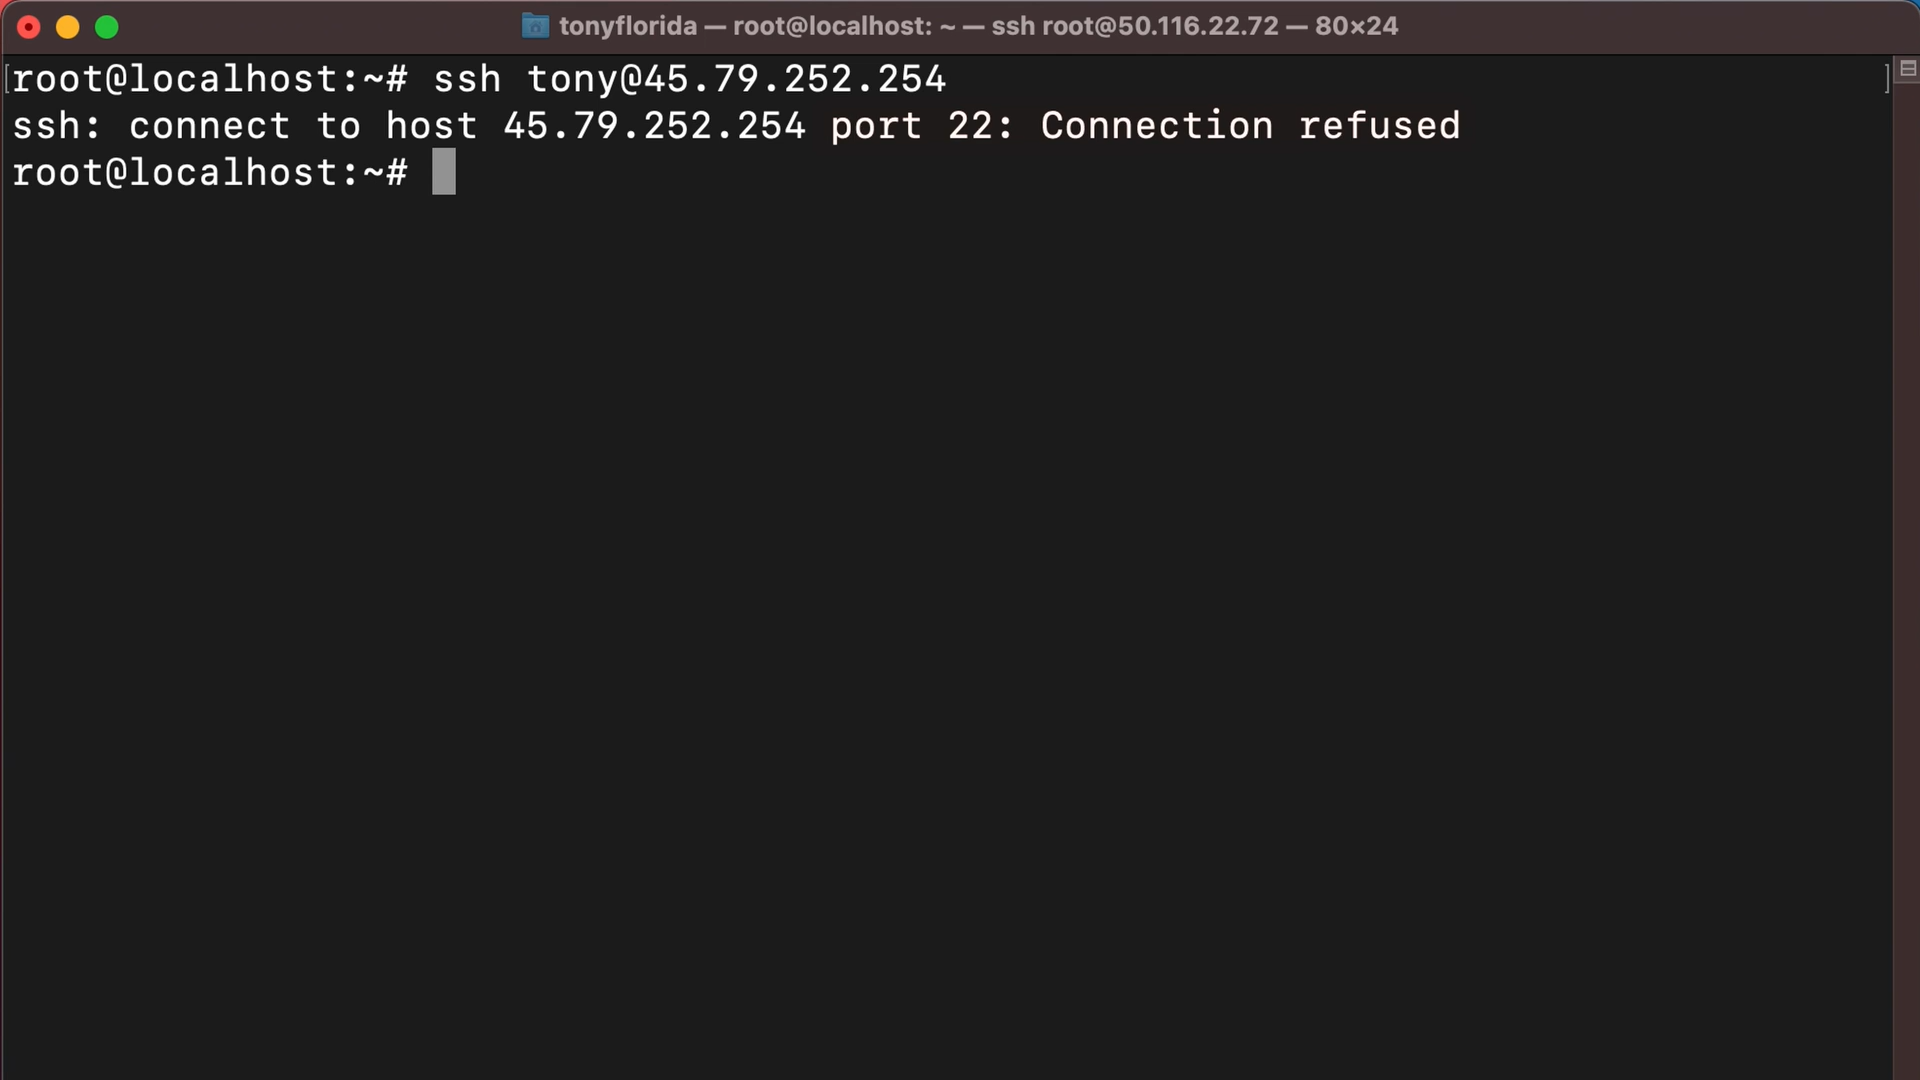 tonyflorida — root@localhost: ~ — ssh root@50.116.22.72 — 80×24
[root@localhost:~# ssh tony@45.79.252.254 ]
ssh: connect to host 45.79.252.254 port 22: Connection refused
root@localhost:~#